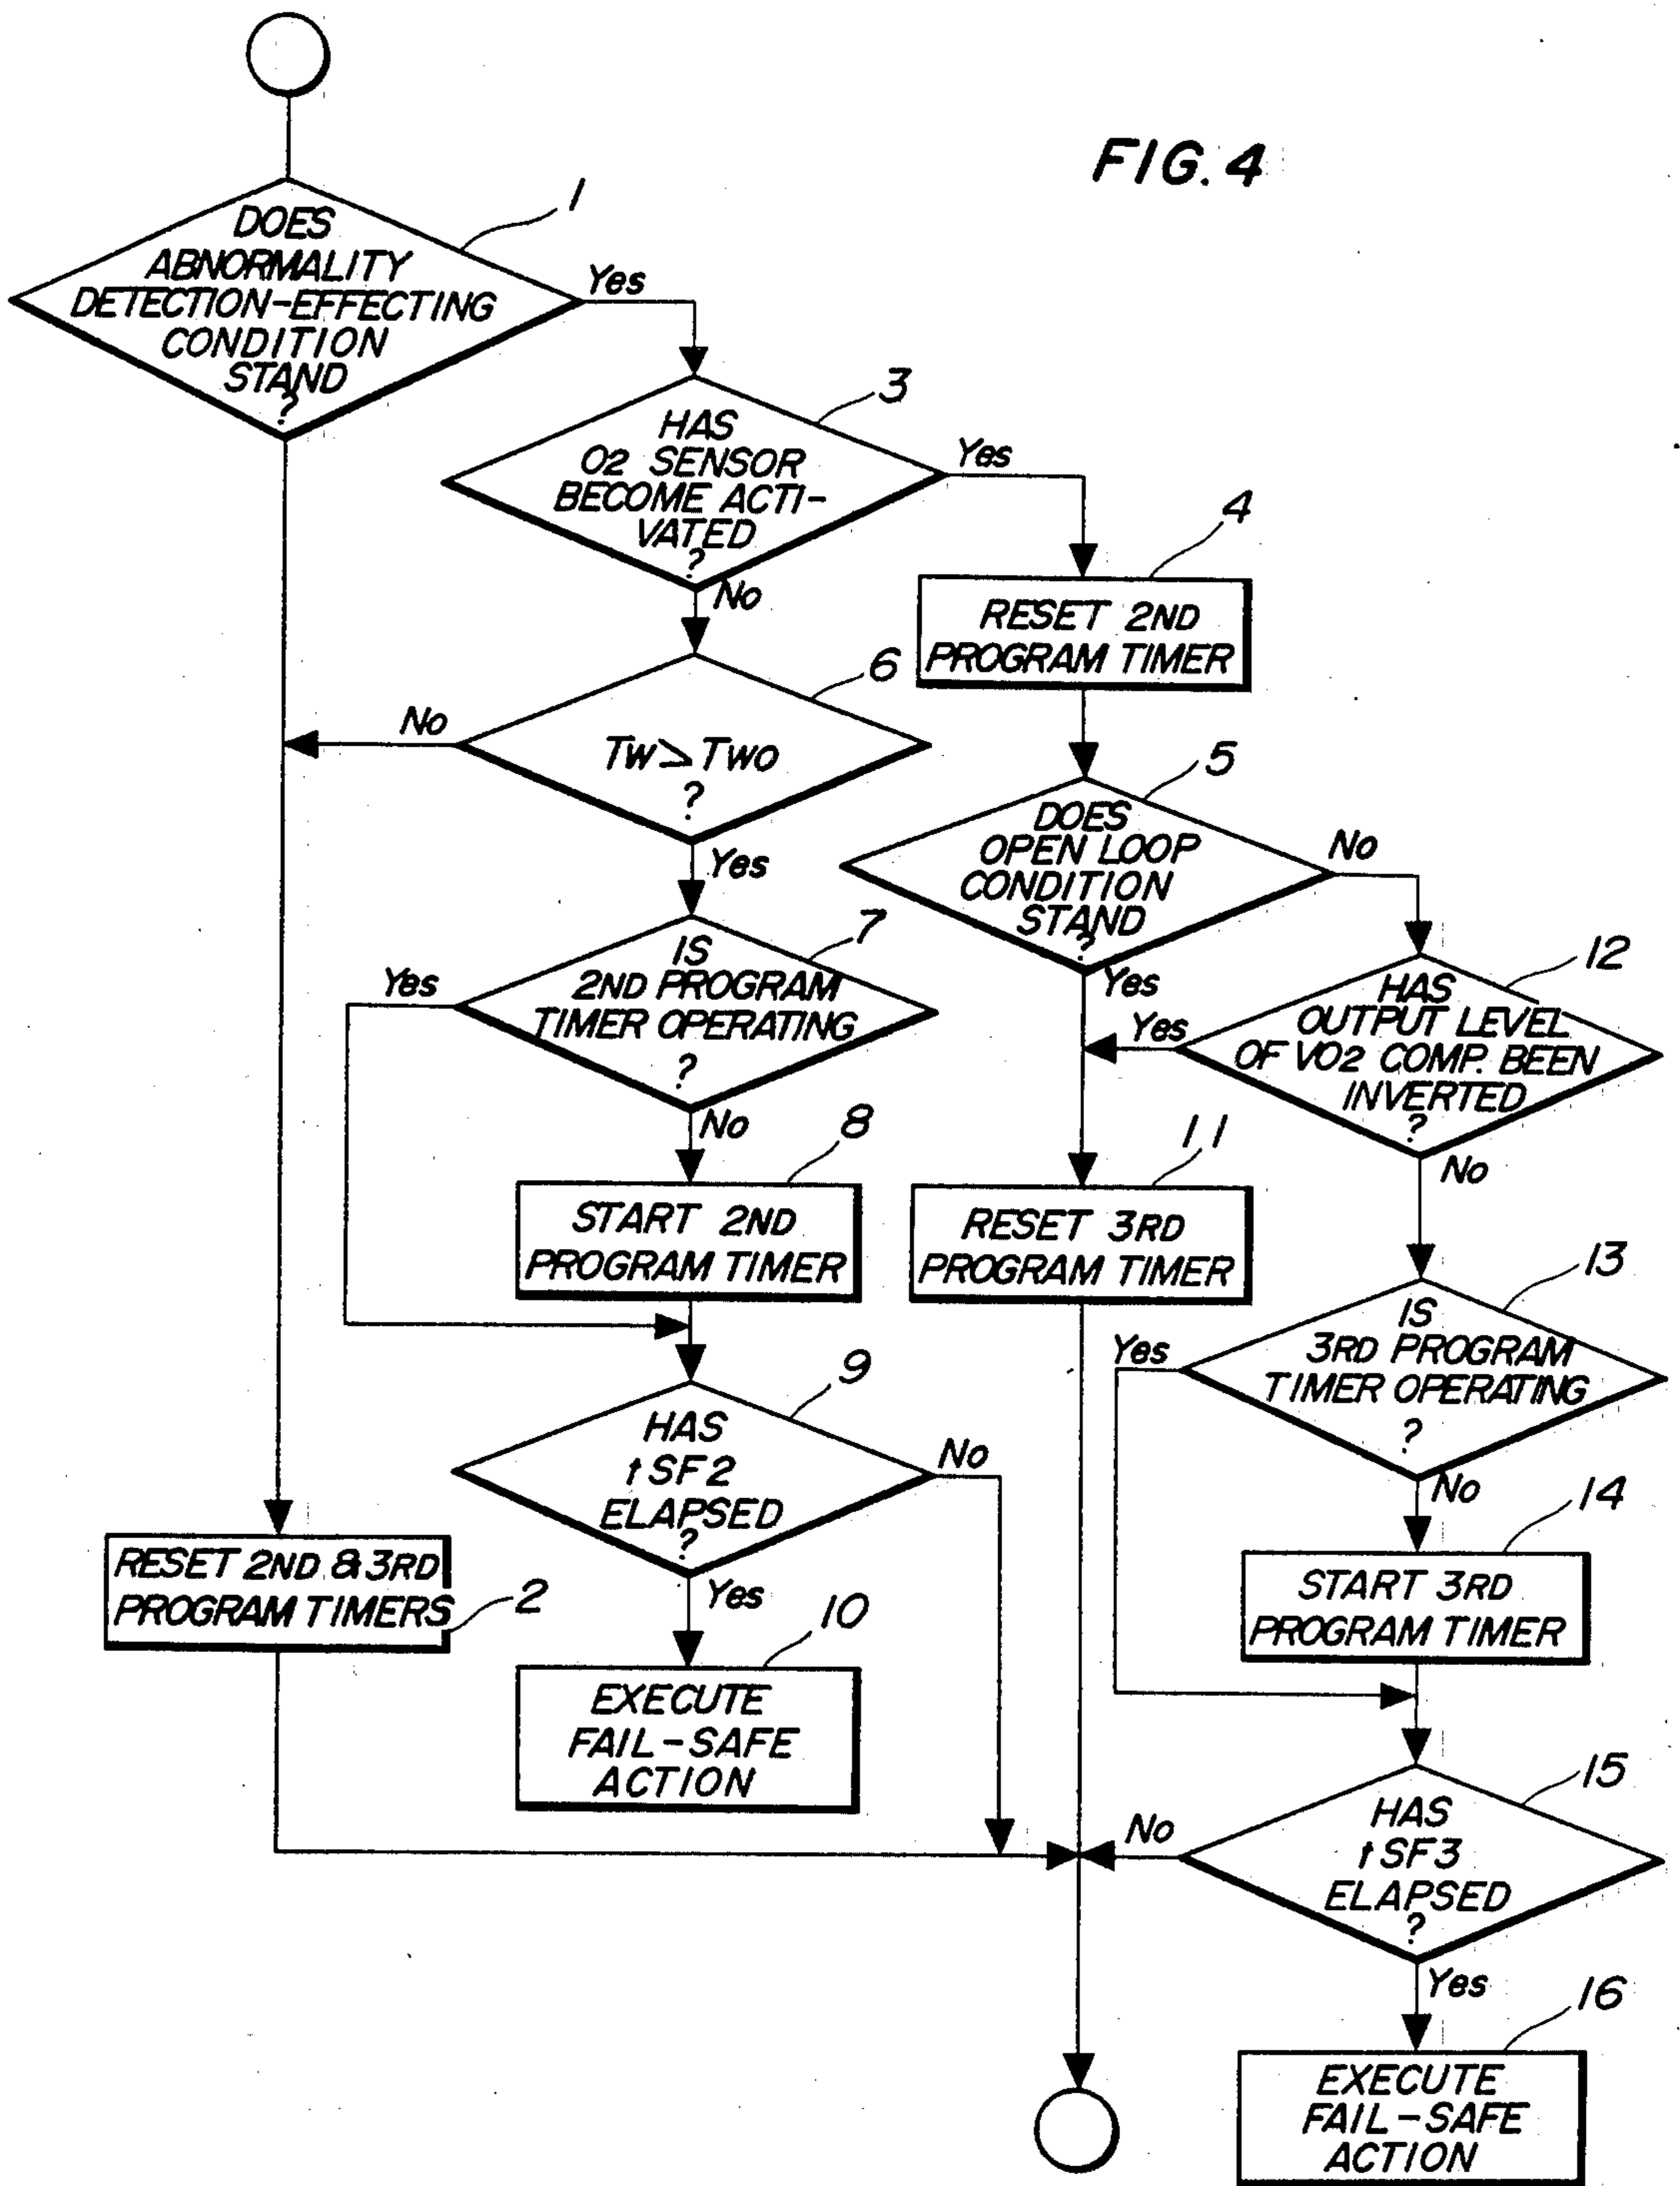 FIG. 4
1
DOES
ABNORMALITY
DETECTION-EFFECTING
CONDITION
STAND
?
Yes
3
HAS
O2 SENSOR
BECOME ACTI-
VATED
?
Yes
No
4
RESET 2ND
PROGRAM TIMER
6
No
TW ≥ TWO
?
Yes
5
DOES
OPEN LOOP
CONDITION
STAND
?
No
Yes
7
IS
2ND PROGRAM
TIMER OPERATING
?
Yes
No
12
HAS
OUTPUT LEVEL
OF VO2 COMP. BEEN
INVERTED
?
Yes
No
8
START 2ND
PROGRAM TIMER
11
RESET 3RD
PROGRAM TIMER
13
IS
3RD PROGRAM
TIMER OPERATING
?
Yes
No
9
HAS
tSF2
ELAPSED
?
No
Yes
RESET 2ND & 3RD
PROGRAM TIMERS
2
10
EXECUTE
FAIL-SAFE
ACTION
14
START 3RD
PROGRAM TIMER
15
HAS
tSF3
ELAPSED
?
No
Yes
16
EXECUTE
FAIL-SAFE
ACTION